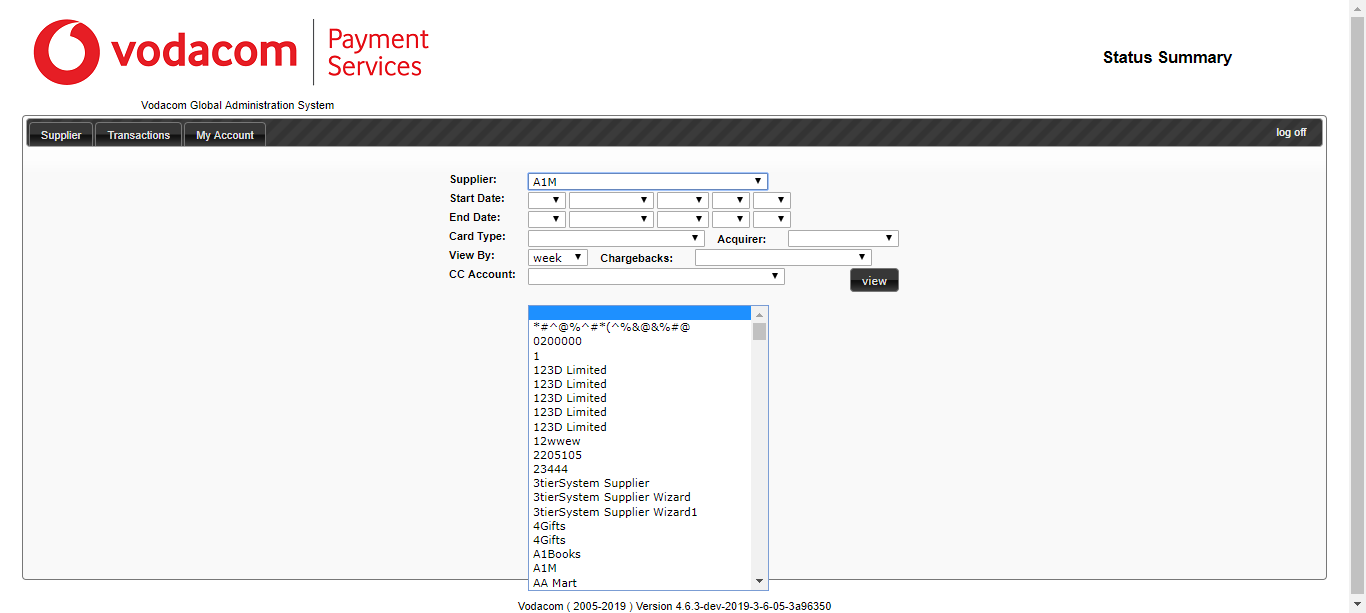 vodacom
Payment
Services
Status Summary
Vodacom Global Administration System
Supplier Transactions My Account log off
Supplier: A1M
Start Date:
End Date:
Card Type: Acquirer:
View By: week Chargebacks:
CC Account: view
*#^@%^#*(^%&@&%#@
0200000
1
123D Limited
123D Limited
123D Limited
123D Limited
123D Limited
12wwew
2205105
23444
3tierSystem Supplier
3tierSystem Supplier Wizard
3tierSystem Supplier Wizard1
4Gifts
4Gifts
A1Books
A1M
AA Mart
Vodacom ( 2005-2019 ) Version 4.6.3-dev-2019-3-6-05-3a96350